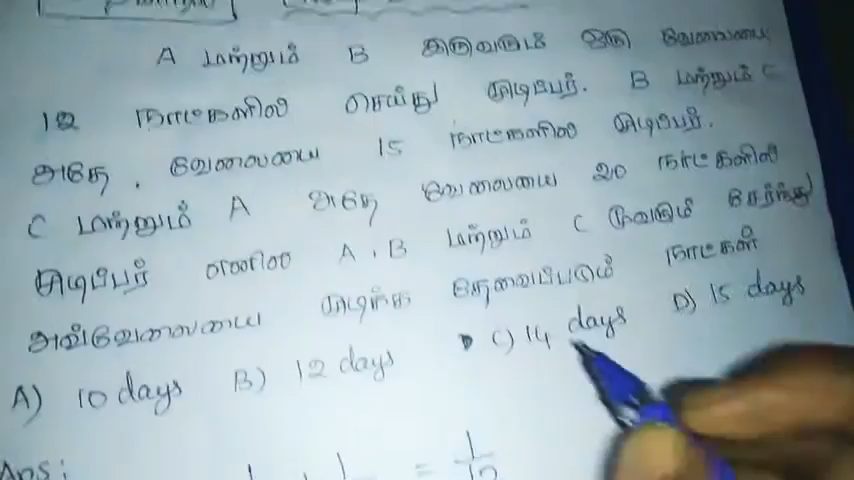 A மற்றும் B இருவரும் ஒரு வேலையை
12 நாட்களில் செய்து முடிப்பர். B மற்றும் C
அதே வேலையை 15 நாட்களில் முடிப்பர்.
C மற்றும் A அதே வேலையை 20 நாட்களில்
முடிப்பர் எனில் A, B மற்றும் C மூவரும் சேர்ந்து
அவ்வேலையை முடிக்க தேவைப்படும் நாட்கள்
A) 10 days B) 12 days C) 14 days D) 15 days
Ans: